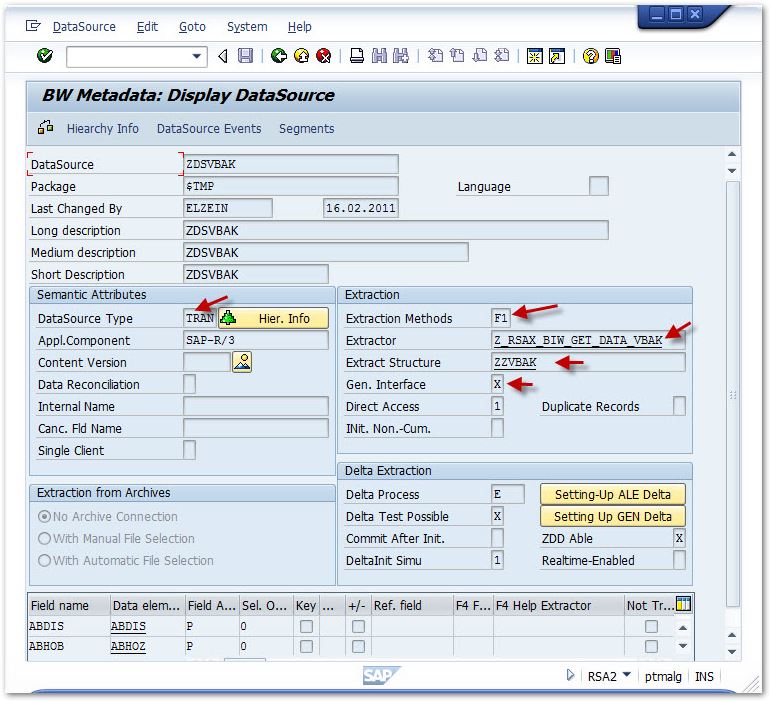 DataSource Edit Goto System Help
BW Metadata: Display DataSource
Hiearchy Info DataSource Events Segments
DataSource ZDSVBAK
Package $TMP Language
Last Changed By ELZEIN 16.02.2011
Long description ZDSVBAK
Medium description ZDSVBAK
Short Description ZDSVBAK
Semantic Attributes
DataSource Type TRAN Hier. Info
Appl.Component SAP-R/3
Content Version
Data Reconciliation
Internal Name
Canc. Fld Name
Single Client
Extraction
Extraction Methods F1
Extractor Z_RSAX_BIW_GET_DATA_VBAK
Extract Structure ZZVBAK
Gen. Interface X
Direct Access 1 Duplicate Records
INit. Non.-Cum.
Extraction from Archives
No Archive Connection
With Manual File Selection
With Automatic File Selection
Delta Extraction
Delta Process E Setting-Up ALE Delta
Delta Test Possible X Setting Up GEN Delta
Commit After Init. ZDD Able X
DeltaInit Simu 1 Realtime-Enabled
Field name Data elem... Field A... Sel. O... Key ... +/- Ref. field F4 F... F4 Help Extractor Not Tr...
ABDIS ABDIS P 0
ABHOB ABHOZ P 0
SAP RSA2 ptmalg INS